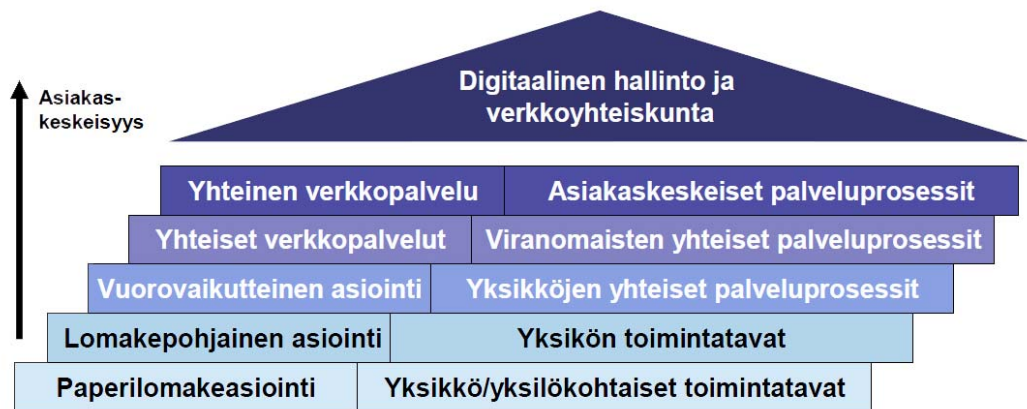 Digitaalinen hallinto ja
verkkoyhteiskunta
Asiakas-
keskeisyys
Yhteinen verkkopalvelu
Asiakaskeskeiset palveluprosessit
Yhteiset verkkopalvelut
Viranomaisten yhteiset palveluprosessit
Vuorovaikutteinen asiointi
Yksikköjen yhteiset palveluprosessit
Lomakepohjainen asiointi
Yksikön toimintatavat
Paperilomakeasiointi
Yksikkö/yksilökohtaiset toimintatavat